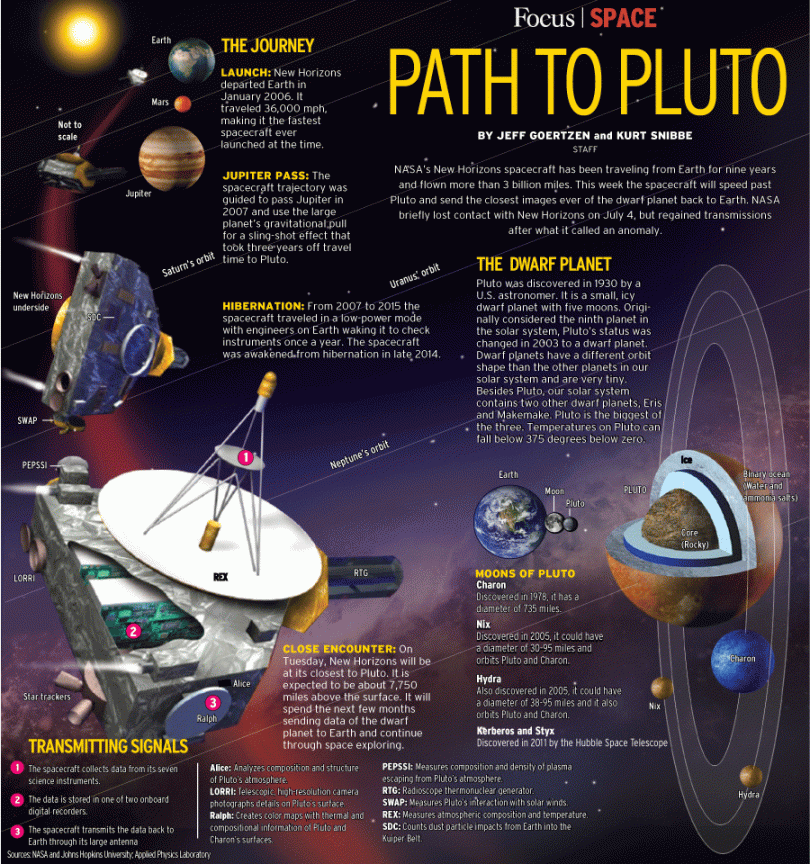 Focus | SPACE
PATH TO PLUTO
BY JEFF GOERTZEN and KURT SNIBBE
STAFF
NASA's New Horizons spacecraft has been traveling from Earth for nine years
and flown more than 3 billion miles. This week the spacecraft will speed past
Pluto and send the closest images ever of the dwarf planet back to Earth. NASA
briefly lost contact with New Horizons on July 4, but regained transmissions
after what it called an anomaly.
THE JOURNEY
LAUNCH: New Horizons
departed Earth in
January 2006. It
traveled 36,000 mph,
making it the fastest
spacecraft ever
launched at the time.
JUPITER PASS: The
spacecraft trajectory was
guided to pass Jupiter in
2007 and use the large
planet's gravitational pull
for a sling-shot effect that
took three years off travel
time to Pluto.
HIBERNATION: From 2007 to 2015 the
spacecraft traveled in a low-power mode
with engineers on Earth waking it to check
instruments once a year. The spacecraft
was awakened from hibernation in late 2014.
Earth
Mars
Not to
scale
Jupiter
Saturn's orbit
Uranus' orbit
Neptune's orbit
New Horizons
underside
SDC
SWAP
PEPSSI
1
REX
RTG
LORRI
2
Star trackers
Alice
3
Ralph
CLOSE ENCOUNTER: On
Tuesday, New Horizons will be
at its closest to Pluto. It is
expected to be about 7,750
miles above the surface. It will
spend the next few months
sending data of the dwarf
planet to Earth and continue
through space exploring.
THE DWARF PLANET
Pluto was discovered in 1930 by a
U.S. astronomer. It is a small, icy
dwarf planet with five moons. Origi-
nally considered the ninth planet in
the solar system, Pluto's status was
changed in 2003 to a dwarf planet.
Dwarf planets have a different orbit
shape than the other planets in our
solar system and are very tiny.
Besides Pluto, our solar system
contains two other dwarf planets, Eris
and Makemake. Pluto is the biggest of
the three. Temperatures on Pluto can
fall below 375 degrees below zero.
Earth
Moon
Pluto
PLUTO
Ice
Binary ocean
(Water and
ammonia salts)
Core
(Rocky)
Charon
Nix
Hydra
MOONS OF PLUTO
Charon
Discovered in 1978, it has a
diameter of 735 miles.
Nix
Discovered in 2005, it could have
a diameter of 30-95 miles and
orbits Pluto and Charon.
Hydra
Also discovered in 2005, it could have
a diameter of 38-95 miles and it also
orbits Pluto and Charon.
Kerberos and Styx
Discovered in 2011 by the Hubble Space Telescope
TRANSMITTING SIGNALS
1 The spacecraft collects data from its seven
science instruments.
2 The data is stored in one of two onboard
digital recorders.
3 The spacecraft transmits the data back to
Earth through its large antenna
Alice: Analyzes composition and structure
of Pluto's atmosphere.
LORRI: Telescopic, high-resolution camera
photographs details on Pluto's surface.
Ralph: Creates color maps with thermal and
compositional information of Pluto and
Charon's surfaces.
PEPSSI: Measures composition and density of plasma
escaping from Pluto's atmosphere.
RTG: Radioscope thermonuclear generator.
SWAP: Measures Pluto's interaction with solar winds.
REX: Measures atmospheric composition and temperature.
SDC: Counts dust particle impacts from Earth into the
Kuiper Belt.
Sources: NASA and Johns Hopkins University; Applied Physics Laboratory